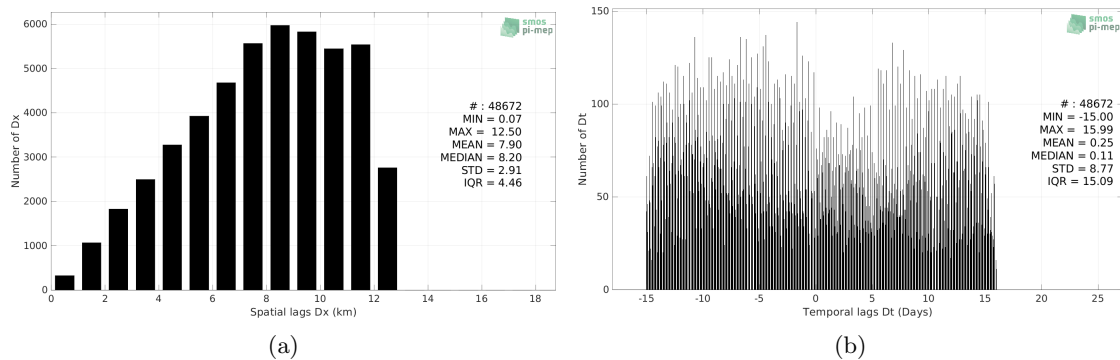 6000
5000
4000
3000
2000
1000
0
Number of Dx
0 2 4 6 8 10 12 14 16 18
Spatial lags Dx (km)
smos
pi-mep
# : 48672
MIN = 0.07
MAX = 12.50
MEAN = 7.90
MEDIAN = 8.20
STD = 2.91
IQR = 4.46
(a)
150
100
50
0
Number of Dt
-15 -10 -5 0 5 10 15 20 25
Temporal lags Dt (Days)
smos
pi-mep
# : 48672
MIN = -15.00
MAX = 15.99
MEAN = 0.25
MEDIAN = 0.11
STD = 8.77
IQR = 15.09
(b)